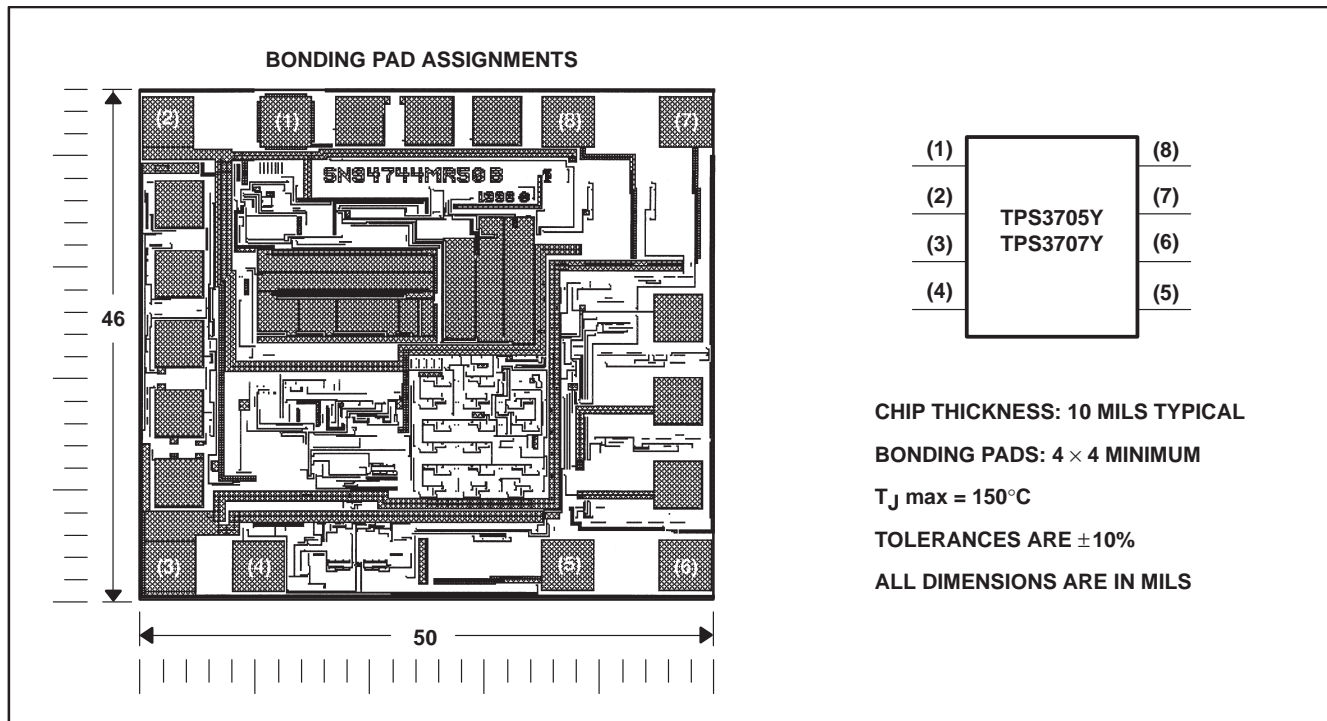 BONDING PAD ASSIGNMENTS
(2) (1) (8) (7)
SN84744MR50B
46
(3) (4) (5) (6)
50
(1) (8)
(2) (7)
TPS3705Y
(3) (6)
TPS3707Y
(4) (5)
CHIP THICKNESS: 10 MILS TYPICAL
BONDING PADS: 4 × 4 MINIMUM
TJ max = 150°C
TOLERANCES ARE ±10%
ALL DIMENSIONS ARE IN MILS